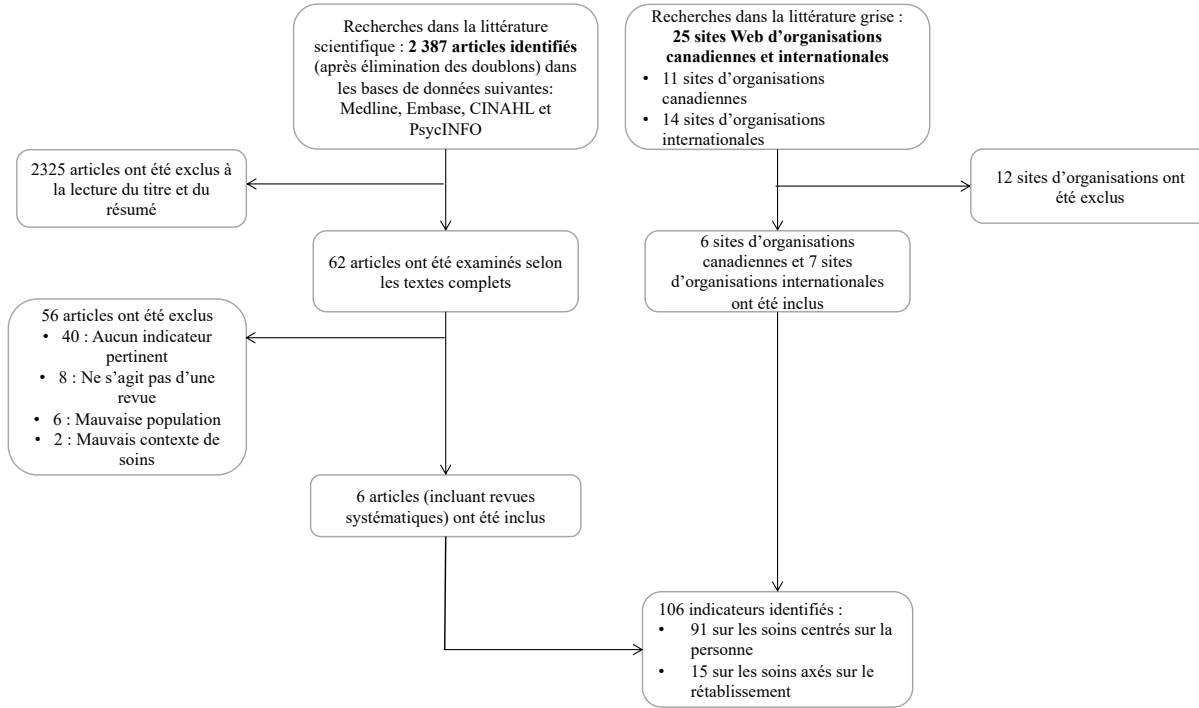 Recherches dans la littérature
scientifique : 2 387 articles identifiés
(après élimination des doublons) dans
les bases de données suivantes:
Medline, Embase, CINAHL et
PsycINFO
Recherches dans la littérature grise :
25 sites Web d'organisations
canadiennes et internationales
• 11 sites d'organisations
canadiennes
• 14 sites d'organisations
internationales
2325 articles ont été exclus à
la lecture du titre et du
résumé
12 sites d'organisations ont
été exclus
62 articles ont été examinés selon
les textes complets
6 sites d'organisations
canadiennes et 7 sites
d'organisations internationales
ont été inclus
56 articles ont été exclus
• 40 : Aucun indicateur
pertinent
• 8 : Ne s'agit pas d'une
revue
• 6 : Mauvaise population
• 2 : Mauvais contexte de
soins
6 articles (incluant revues
systématiques) ont été inclus
106 indicateurs identifiés :
• 91 sur les soins centrés sur la
personne
• 15 sur les soins axés sur le
rétablissement